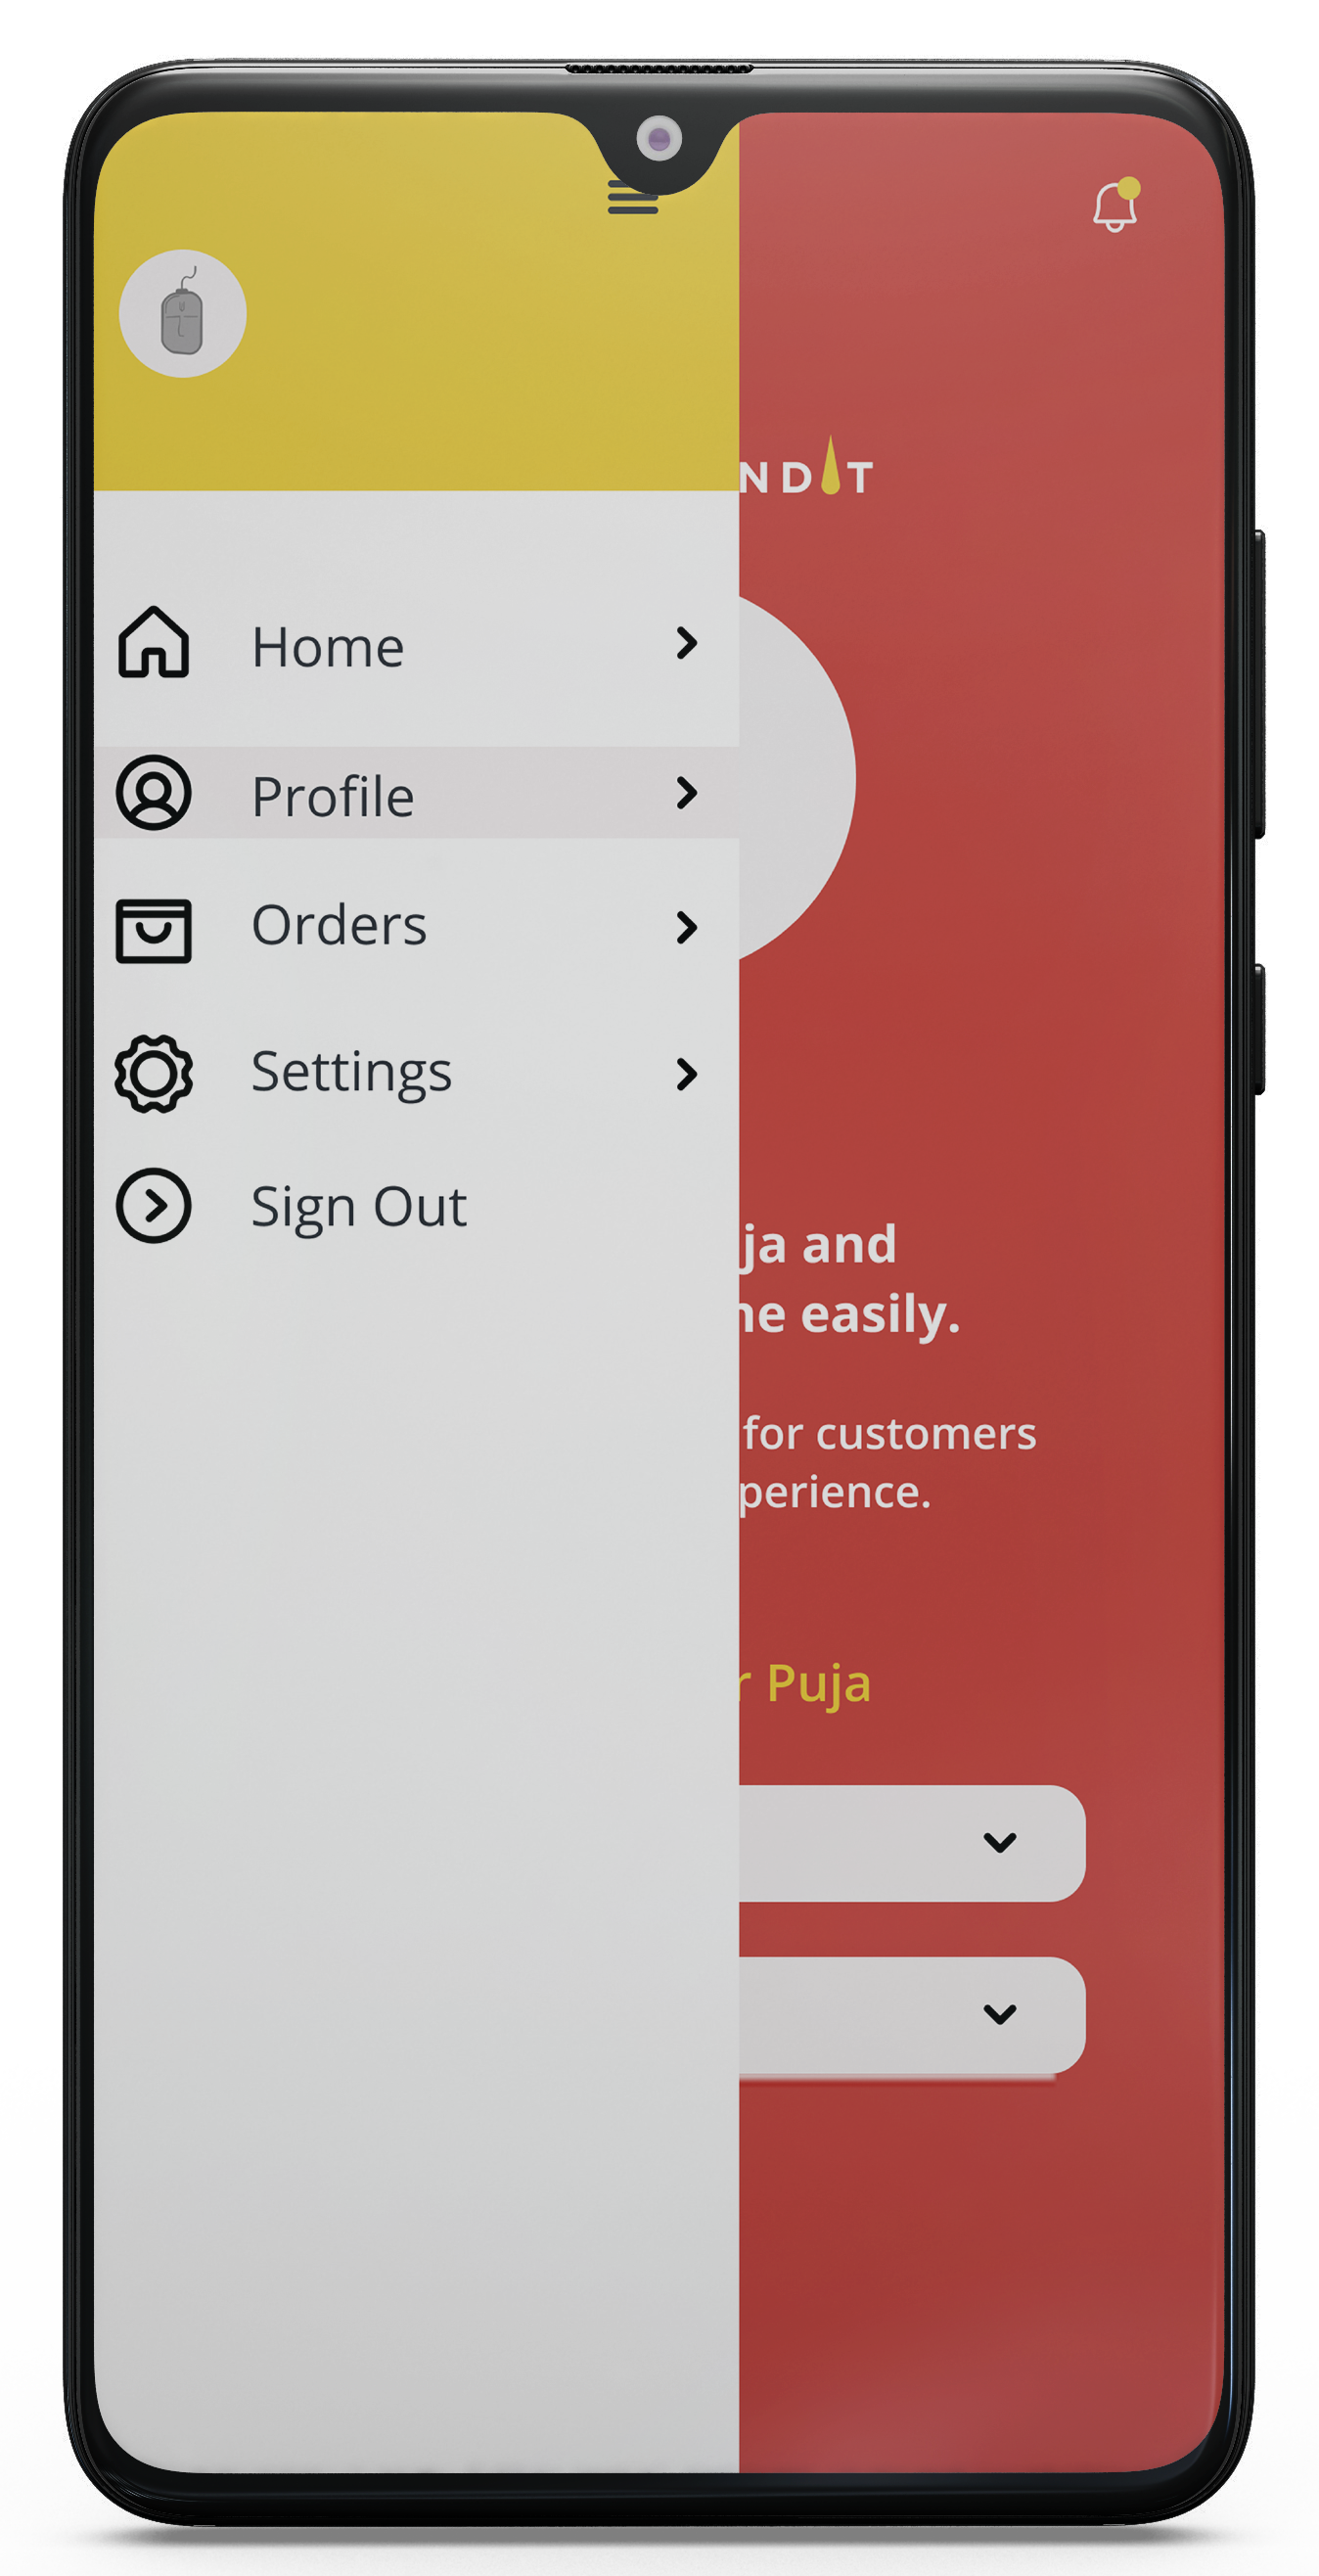 NDIT
Home
Profile
Orders
Settings
Sign Out
ja and
ne easily.
for customers
perience.
r Puja